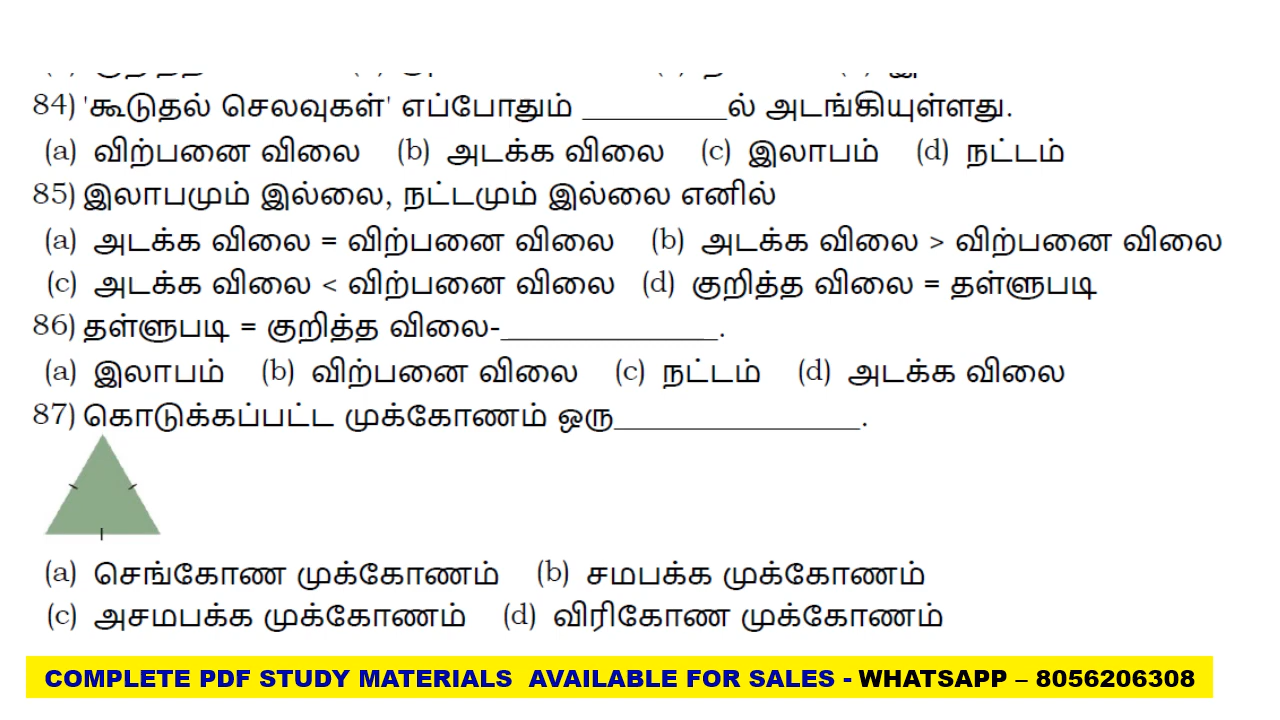 84) 'கூடுதல் செலவுகள்' எப்போதும் __________ல் அடங்கியுள்ளது.
(a) விற்பனை விலை (b) அடக்க விலை (c) இலாபம் (d) நட்டம்
85) இலாபமும் இல்லை, நட்டமும் இல்லை எனில்
(a) அடக்க விலை = விற்பனை விலை (b) அடக்க விலை > விற்பனை விலை
(c) அடக்க விலை < விற்பனை விலை (d) குறித்த விலை = தள்ளுபடி
86) தள்ளுபடி = குறித்த விலை-_______________.
(a) இலாபம் (b) விற்பனை விலை (c) நட்டம் (d) அடக்க விலை
87) கொடுக்கப்பட்ட முக்கோணம் ஒரு_________________.
(a) செங்கோண முக்கோணம் (b) சமபக்க முக்கோணம்
(c) அசமபக்க முக்கோணம் (d) விரிகோண முக்கோணம்
COMPLETE PDF STUDY MATERIALS AVAILABLE FOR SALES - WHATSAPP – 8056206308